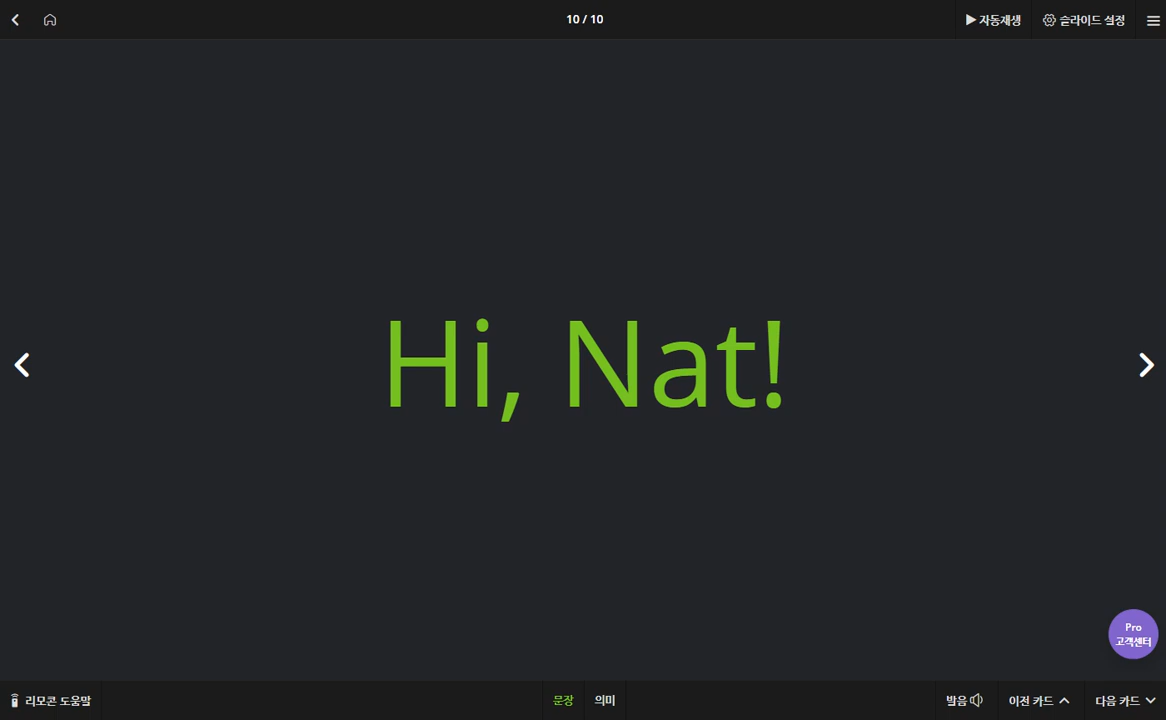 10 / 10
자동재생
슬라이드 설정
Hi, Nat!
Pro
고객센터
리모콘 도움말
문장
의미
발음
이전 카드
다음 카드